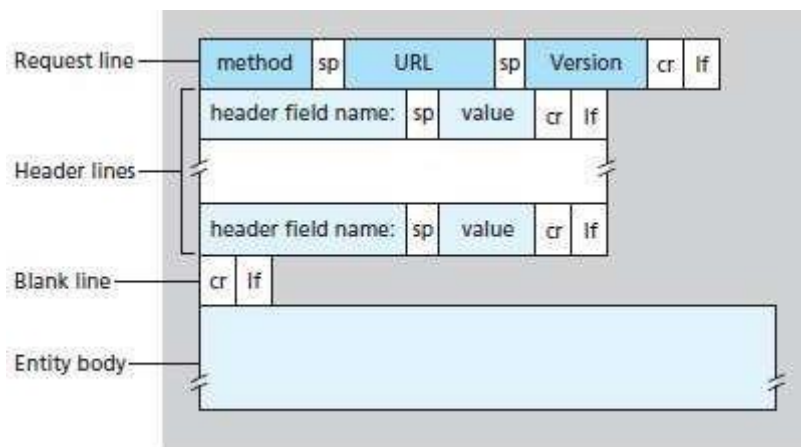 Request line method sp URL sp Version cr lf
header field name: sp value cr lf
Header lines
header field name: sp value cr lf
Blank line cr lf
Entity body